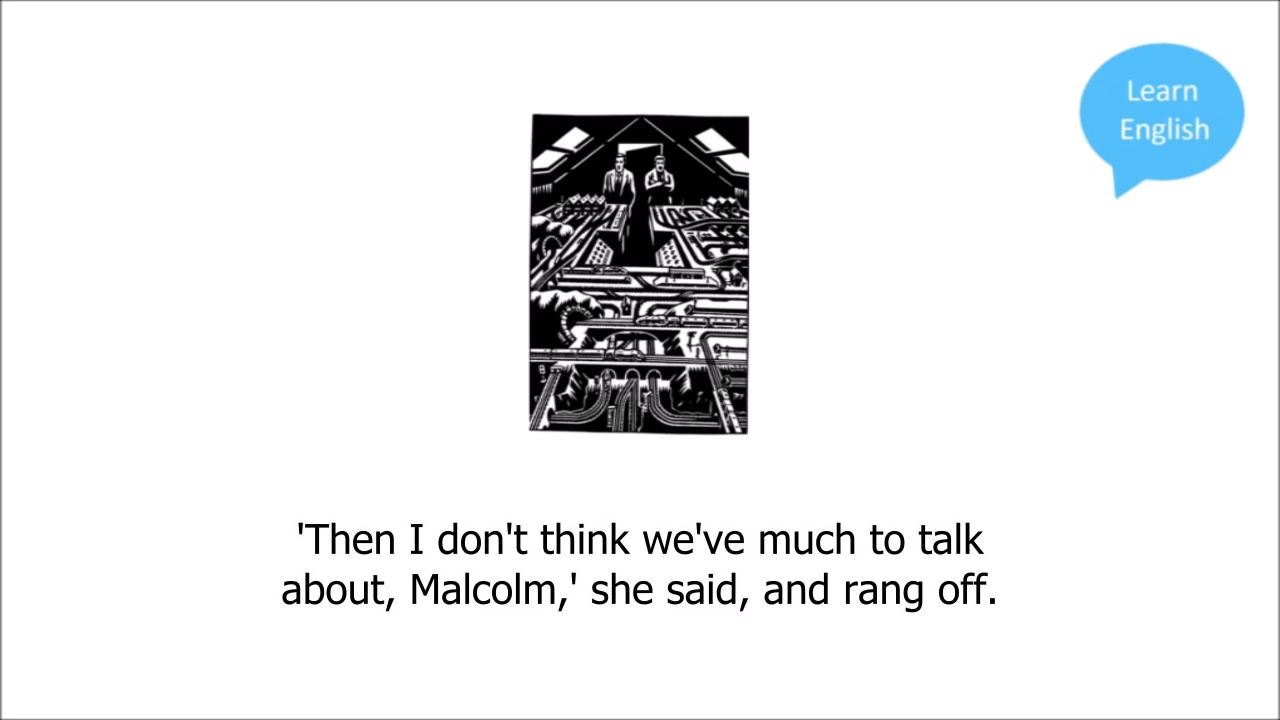 Learn
English
'Then I don't think we've much to talk
about, Malcolm,' she said, and rang off.